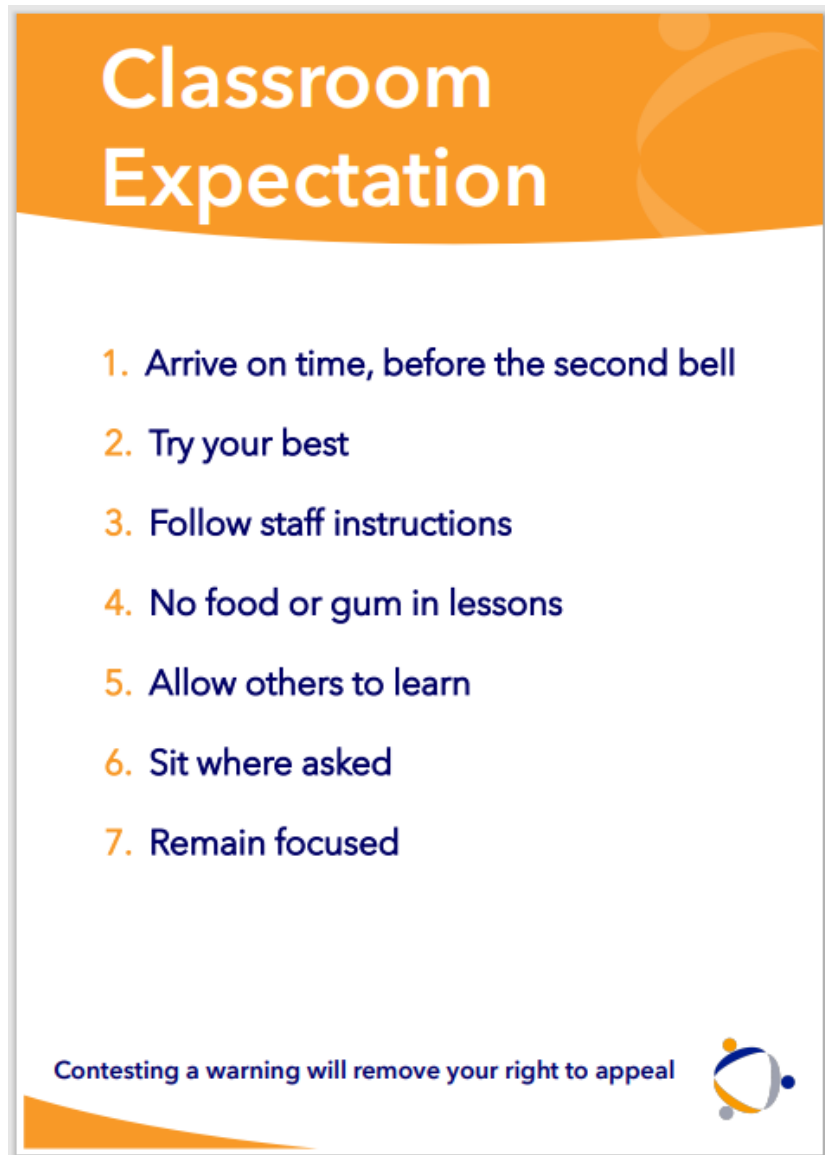 Classroom
Expectation
1. Arrive on time, before the second bell
2. Try your best
3. Follow staff instructions
4. No food or gum in lessons
5. Allow others to learn
6. Sit where asked
7. Remain focused
Contesting a warning will remove your right to appeal